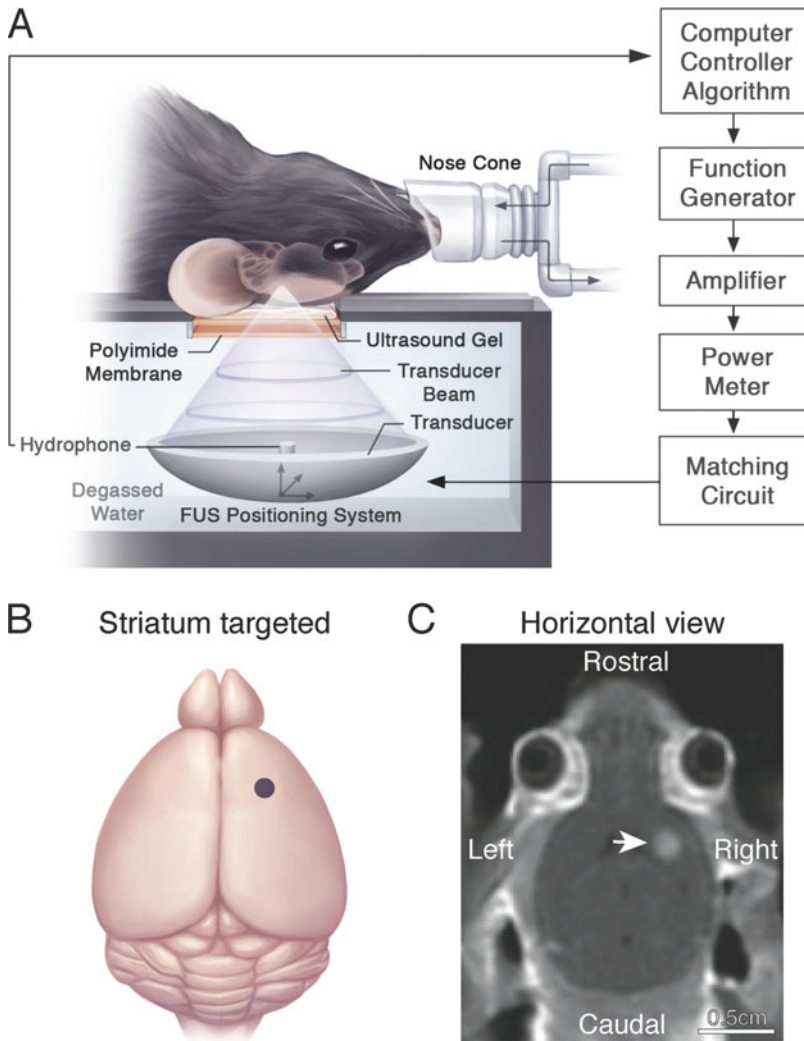 A
Computer
Controller
Algorithm
Nose Cone
Function
Generator
Amplifier
Polyimide
Membrane
Ultrasound Gel
Transducer
Beam
Power
Meter
Transducer
Hydrophone
Matching
Circuit
Degassed
Water
FUS Positioning System
B
Striatum targeted
C
Horizontal view
Rostral
Left
Right
Caudal
0.5cm